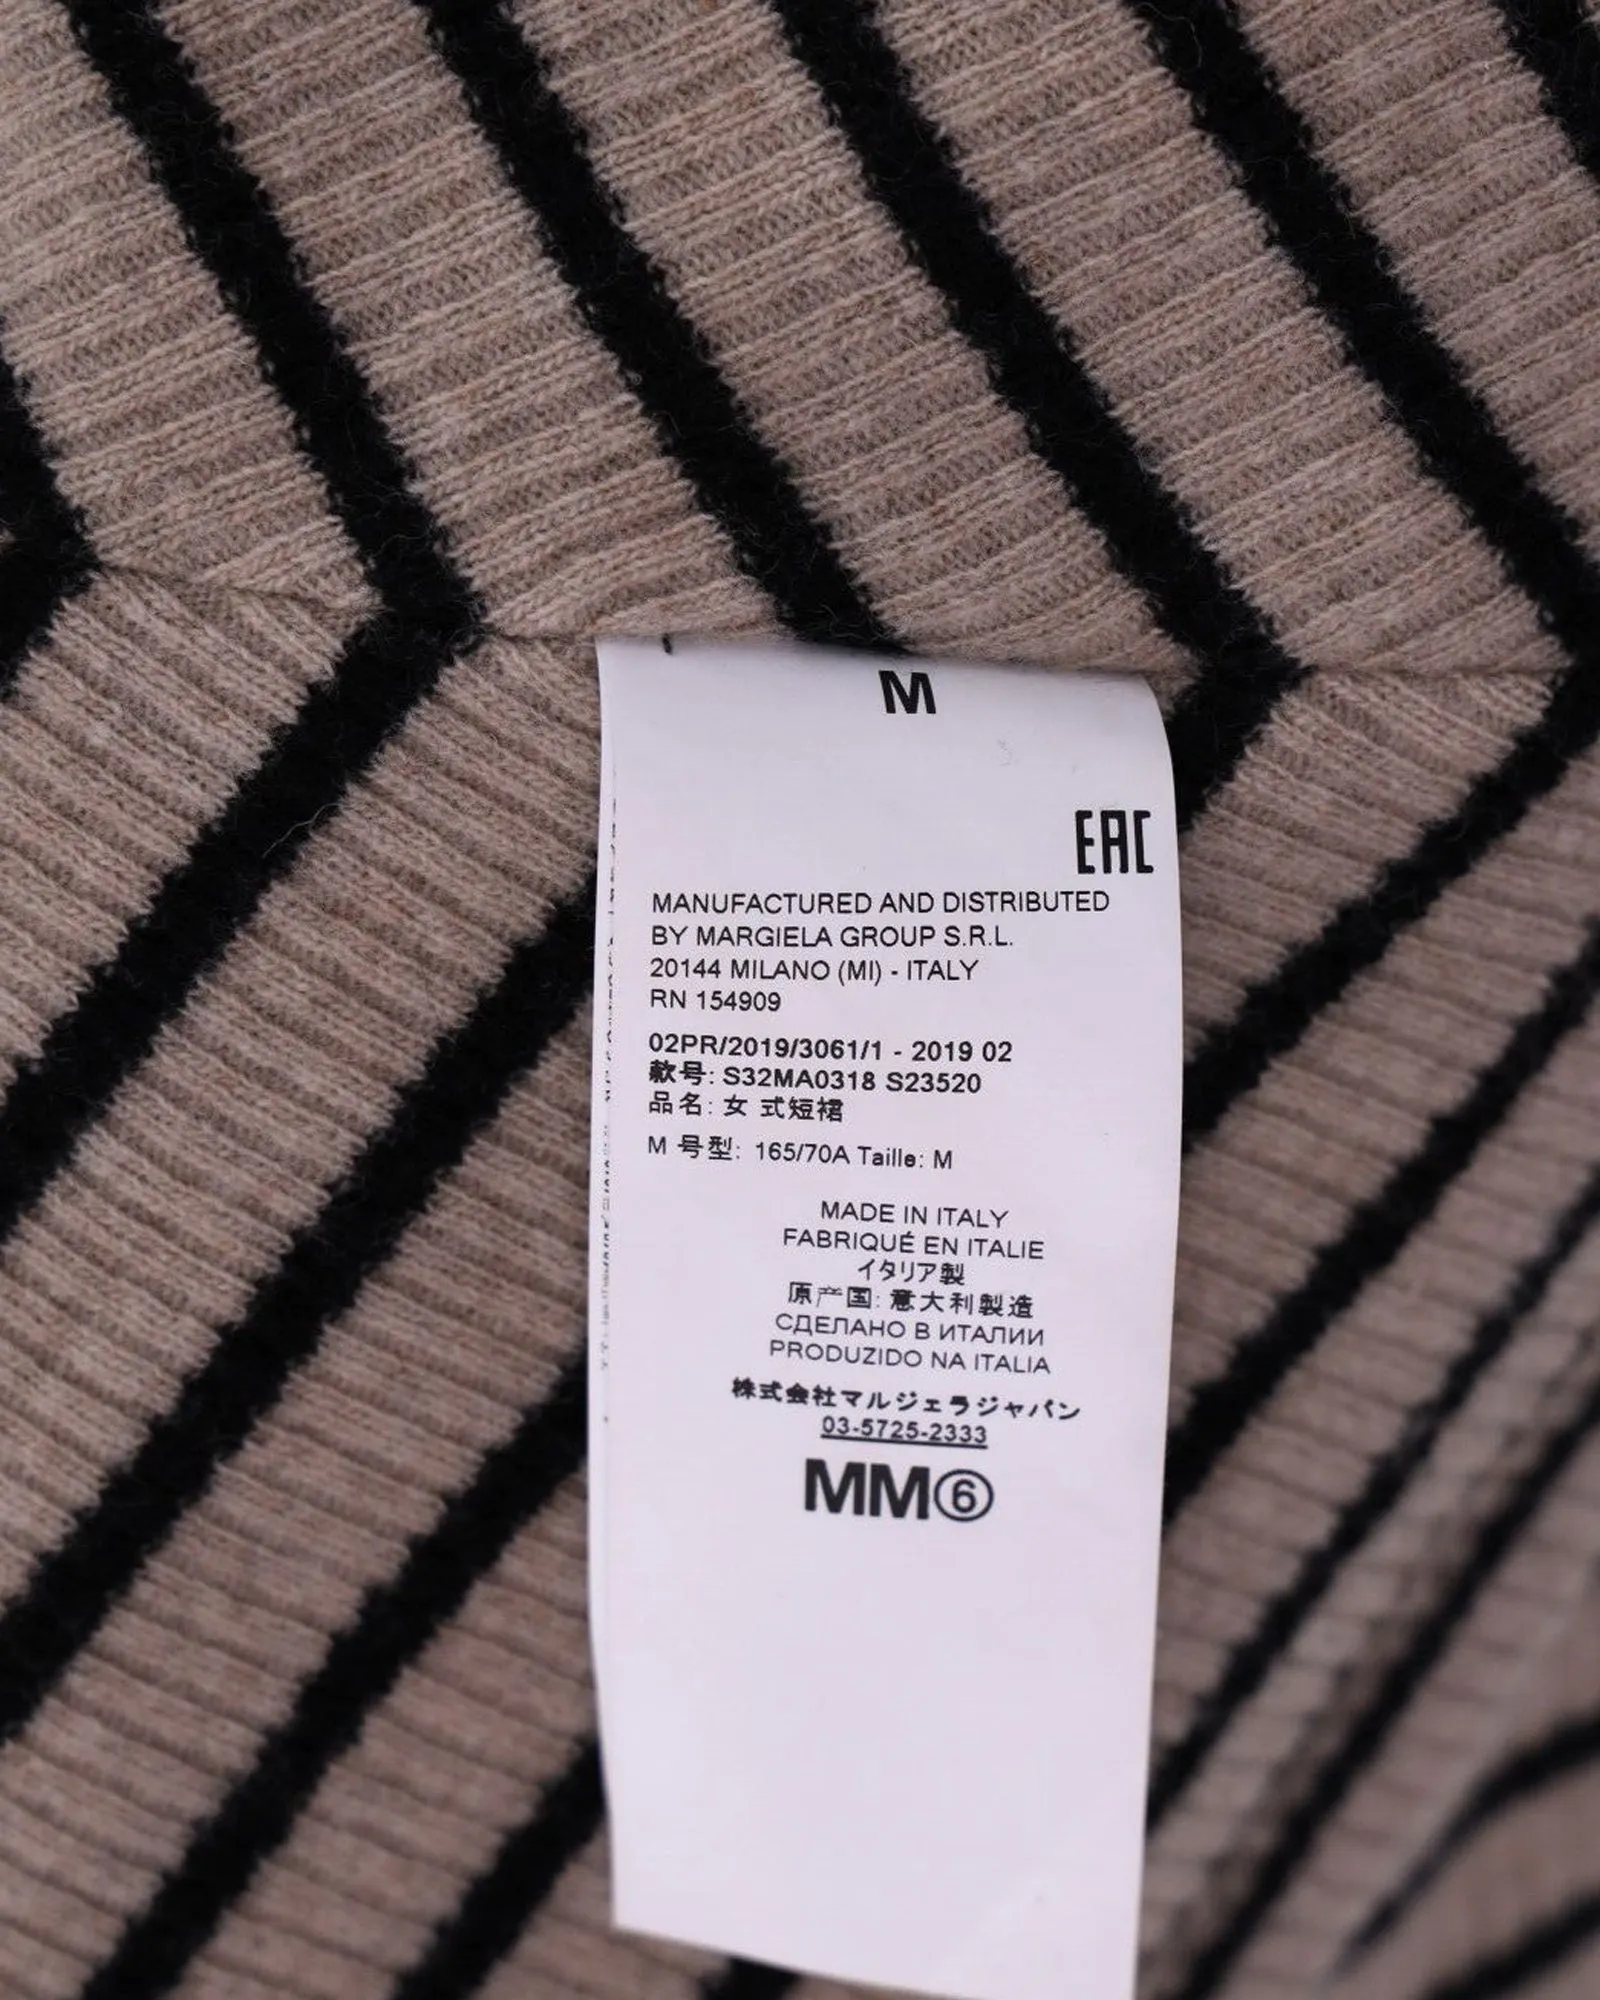 M
EAC
MANUFACTURED AND DISTRIBUTED
BY MARGIELA GROUP S.R.L.
20144 MILANO (MI) - ITALY
RN 154909
02PR/2019/3061/1 - 2019 02
款号: S32MA0318 S23520
品名: 女 式短裙
M 号型: 165/70A Taille: M
MADE IN ITALY
FABRIQUÉ EN ITALIE
イタリア製
原产国: 意大利製造
СДЕЛАНО В ИТАЛИИ
PRODUZIDO NA ITALIA
株式会社マルジェラジャパン
03-5725-2333
MM⑥